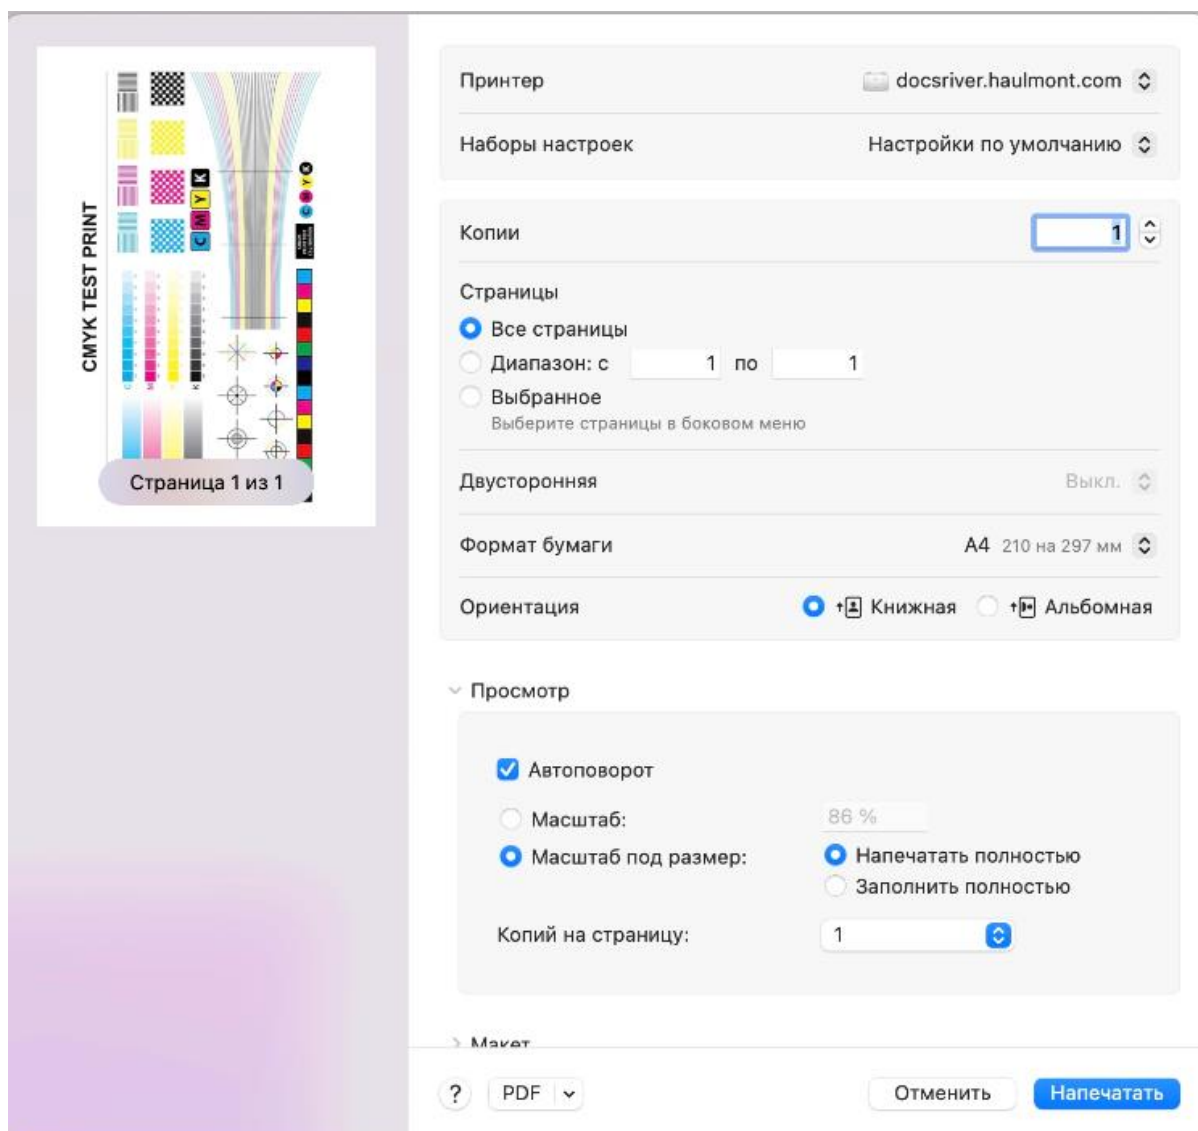 CMYK TEST PRINT
C M Y K
C M Y K
C
M
K
Страница 1 из 1
Принтер docsriver.haulmont.com
Наборы настроек Настройки по умолчанию
Копии 1
Страницы
Все страницы
Диапазон: с 1 по 1
Выбранное
Выберите страницы в боковом меню
Двусторонняя Выкл.
Формат бумаги A4 210 на 297 мм
Ориентация Книжная Альбомная
Просмотр
Автоповорот
Масштаб: 86 %
Масштаб под размер: Напечатать полностью
Заполнить полностью
Копий на страницу: 1
Макет
? PDF Отменить Напечатать